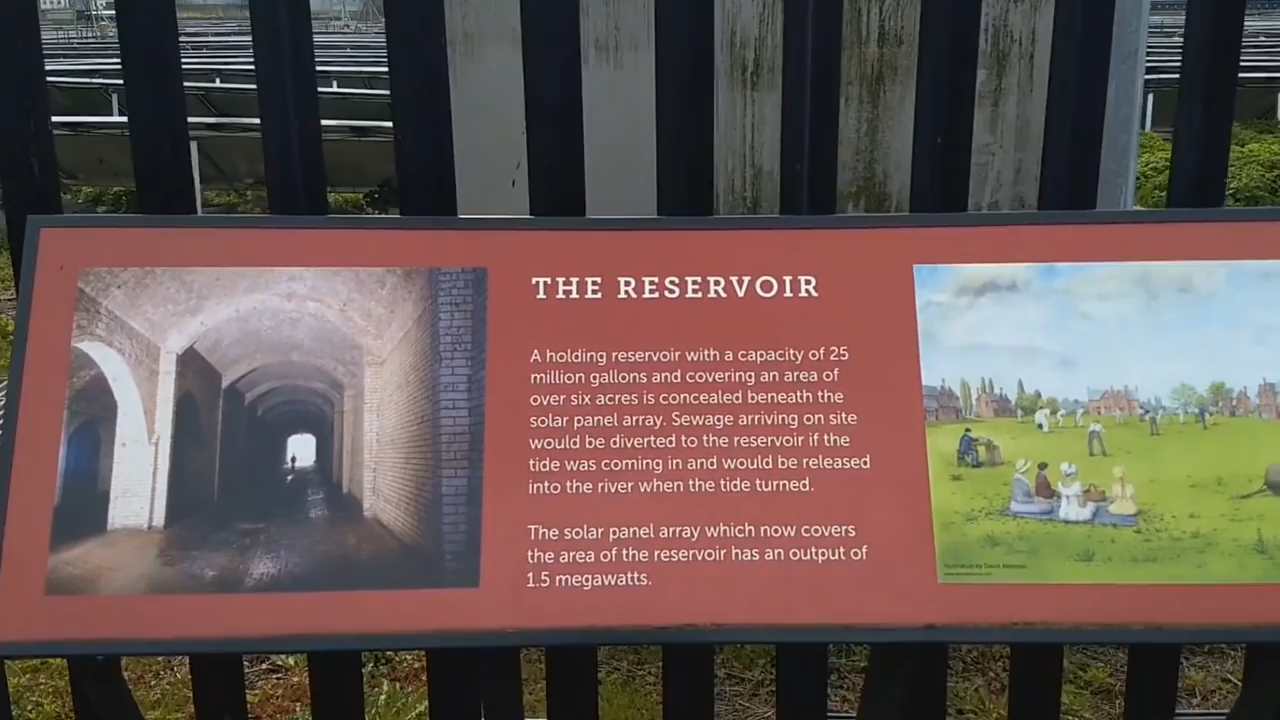 THE RESERVOIR
A holding reservoir with a capacity of 25
million gallons and covering an area of
over six acres is concealed beneath the
solar panel array. Sewage arriving on site
would be diverted to the reservoir if the
tide was coming in and would be released
into the river when the tide turned.
The solar panel array which now covers
the area of the reservoir has an output of
1.5 megawatts.
Illustration by David